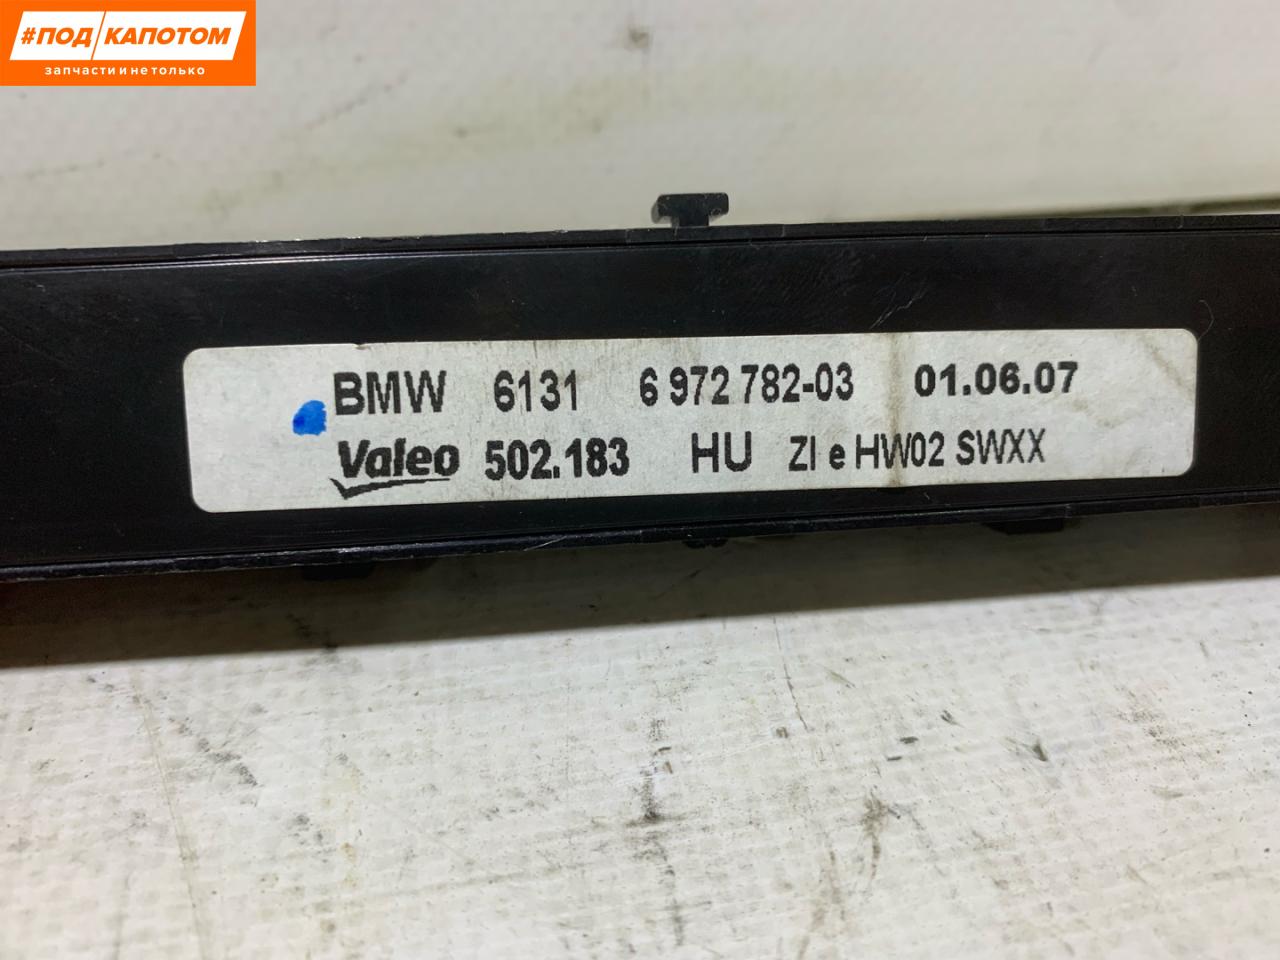 #ПОД/КАПОТОМ
ЗАПЧАСТИ И НЕ ТОЛЬКО
BMW 6131 6 972 782-03 01.06.07
Valeo 502.183 HU ZI e HW02 SWXX